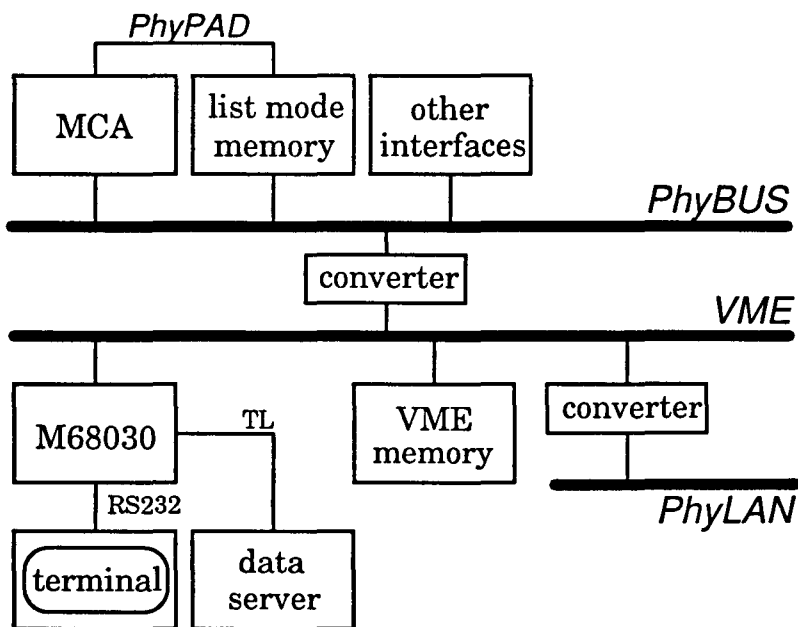 PhyPAD
MCA
list mode
memory
other
interfaces
PhyBUS
converter
VME
M68030
TL
VME
memory
converter
RS232
PhyLAN
terminal
data
server